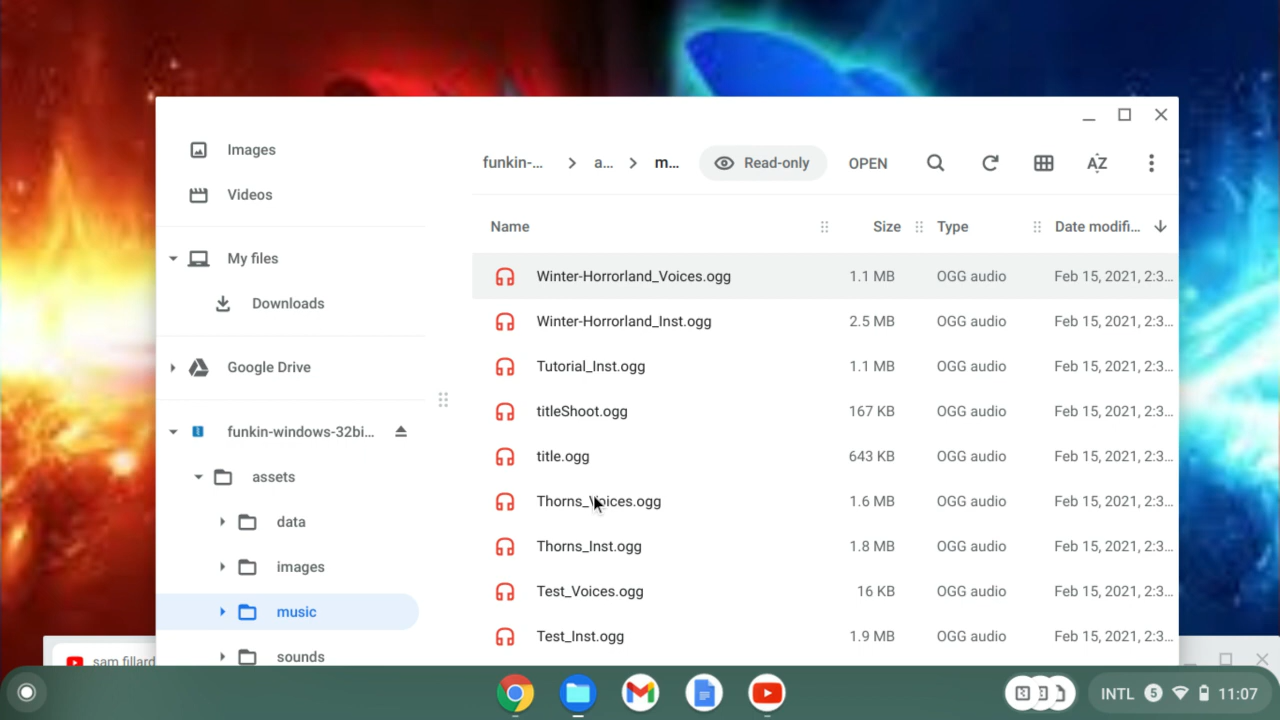 Images
Videos
My files
Downloads
Google Drive
funkin-windows-32bi...
assets
data
images
music
sounds
funkin-... a... m... Read-only OPEN AZ
Name Size Type Date modifi...
Winter-Horrorland_Voices.ogg 1.1 MB OGG audio Feb 15, 2021, 2:3...
Winter-Horrorland_Inst.ogg 2.5 MB OGG audio Feb 15, 2021, 2:3...
Tutorial_Inst.ogg 1.1 MB OGG audio Feb 15, 2021, 2:3...
titleShoot.ogg 167 KB OGG audio Feb 15, 2021, 2:3...
title.ogg 643 KB OGG audio Feb 15, 2021, 2:3...
Thorns_Voices.ogg 1.6 MB OGG audio Feb 15, 2021, 2:3...
Thorns_Inst.ogg 1.8 MB OGG audio Feb 15, 2021, 2:3...
Test_Voices.ogg 16 KB OGG audio Feb 15, 2021, 2:3...
Test_Inst.ogg 1.9 MB OGG audio Feb 15, 2021, 2:3...
sam fillard
INTL 5 11:07